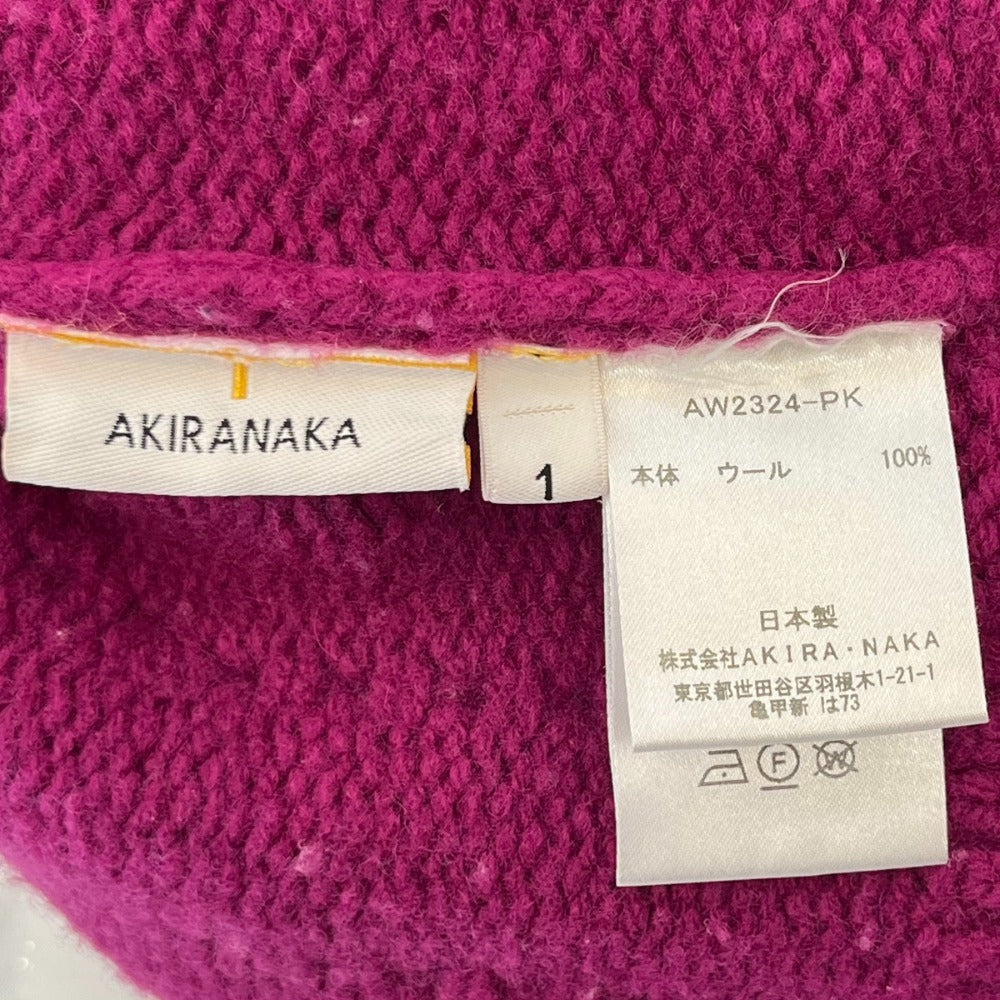 AKIRANAKA
1
AW2324-PK
本体 ウール 100%
日本製
株式会社AKIRA・NAKA
東京都世田谷区羽根木1-21-1
亀甲新 は73
F
W